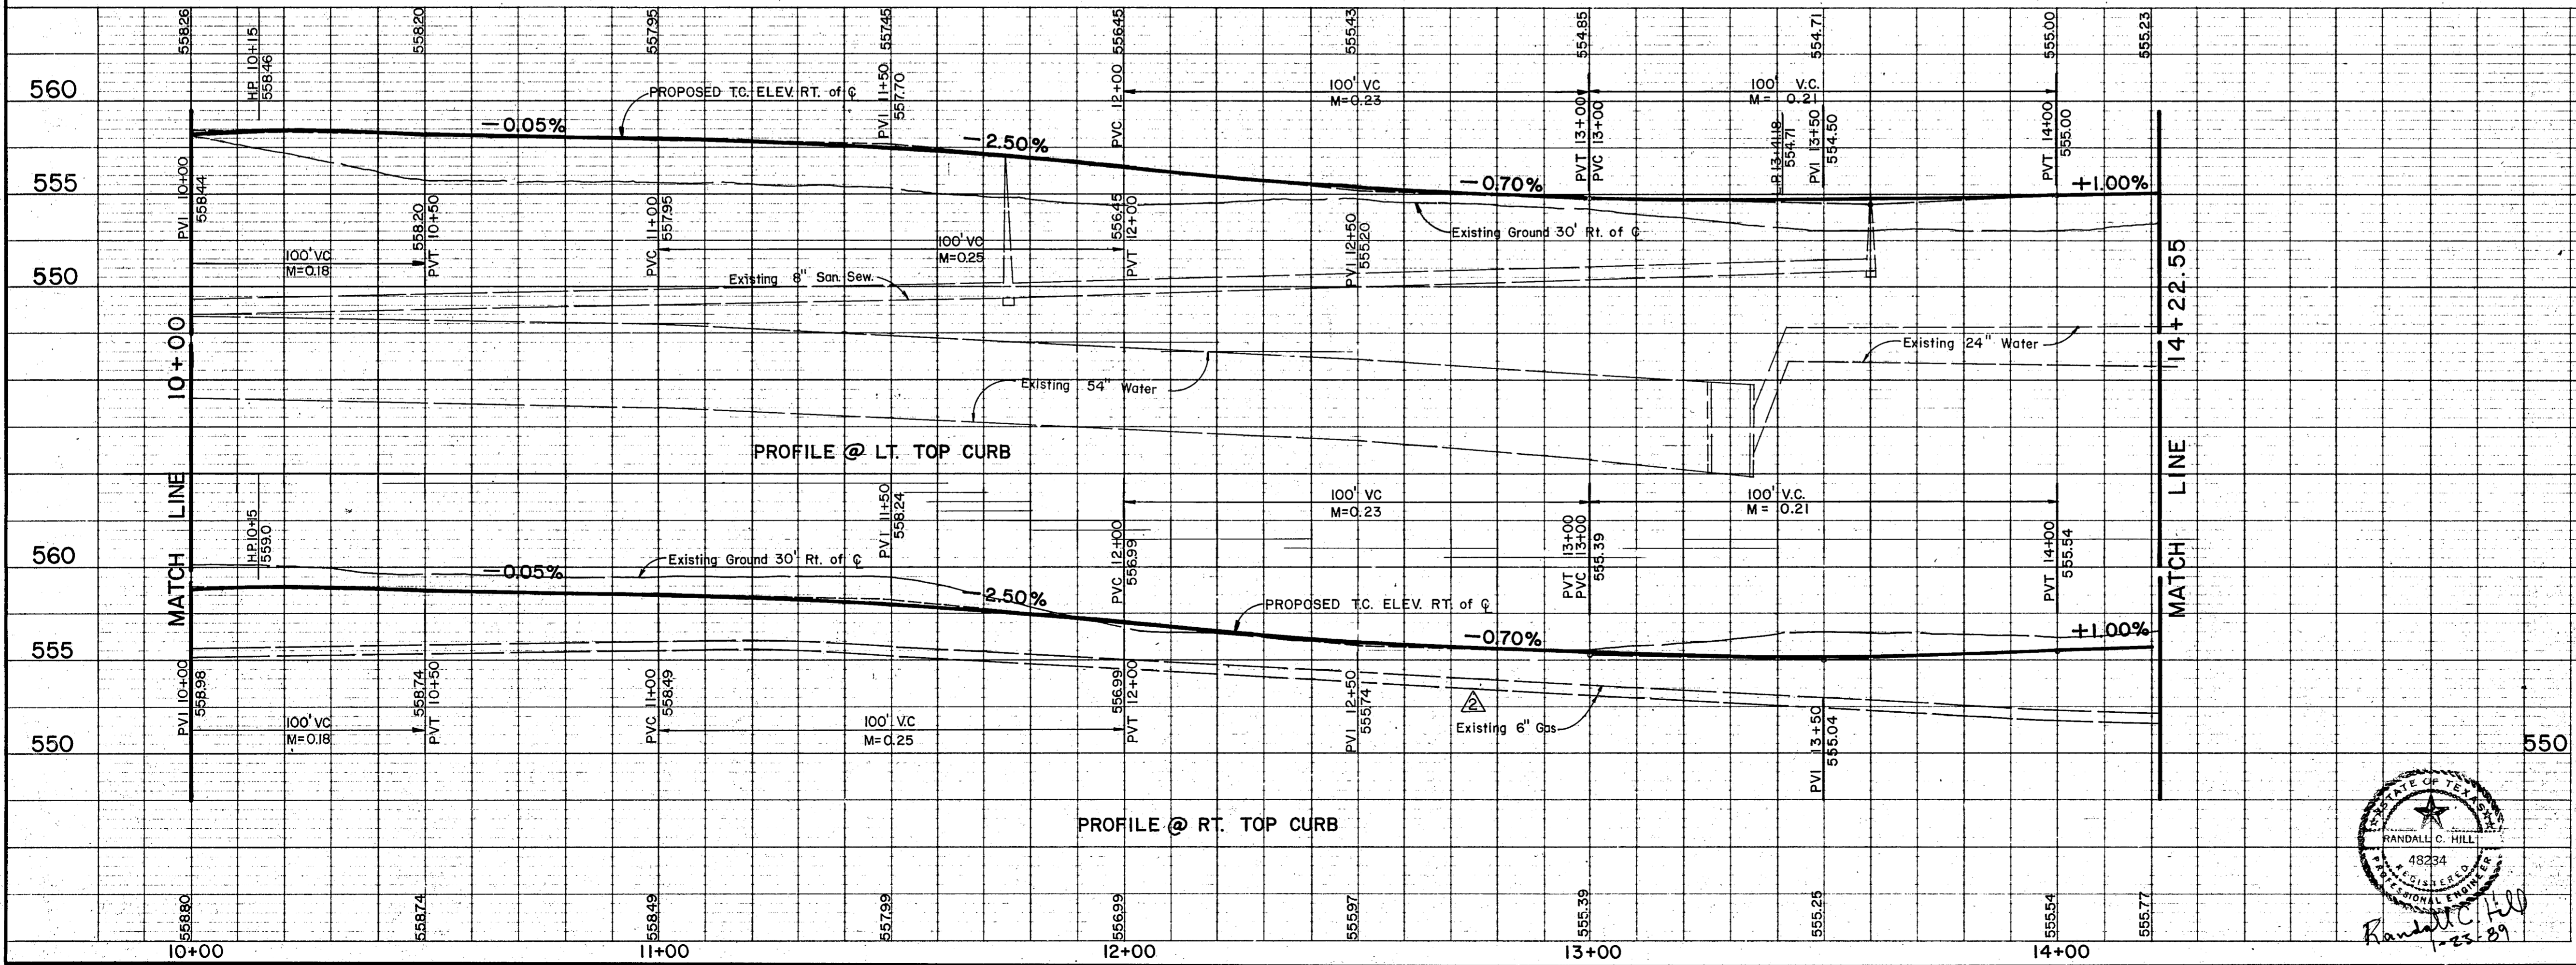 558.26
558.20
557.95
557.45
556.45
555.43
554.85
554.71
555.00
555.23
H.P. 10+15
558.46
PVI 11+50
557.70
PVC 12+00
100' VC
M=0.23
PVT 13+00
PVC 13+00
100' V.C.
M = 0.21
L.P. 13+41.18
554.71
PVI 13+50
554.50
PVT 14+00
555.00
560
PROPOSED T.C. ELEV. RT. of ℄
-0.05%
-2.50%
-0.70%
+1.00%
555
PVI 10+00
558.44
558.20
PVT 10+50
PVC 11+00
557.95
556.45
PVT 12+00
PVI 12+50
555.20
Existing Ground 30' Rt. of ℄
100' VC
M=0.18
100' VC
M=0.25
550
Existing 8" San. Sew.
Existing 24" Water
Existing 54" Water
MATCH LINE 10+00
MATCH LINE 14+22.55
PROFILE @ LT. TOP CURB
H.P.10+15
559.0
PVI 11+50
558.24
PVC 12+00
556.99
100' VC
M=0.23
PVT 13+00
PVC 13+00
555.39
100' V.C.
M = 0.21
PVT 14+00
555.54
560
Existing Ground 30' Rt. of ℄
-0.05%
-2.50%
PROPOSED T.C. ELEV. RT. of ℄
-0.70%
+1.00%
555
PVI 10+00
558.98
558.74
PVT 10+50
PVC 11+00
558.49
556.99
PVT 12+00
PVI 12+50
555.74
2
Existing 6" Gas
PVI 13+50
555.04
100' VC
M=0.18
100' V.C
M=0.25
550
550
PROFILE @ RT. TOP CURB
558.80
558.74
558.49
557.99
556.99
555.97
555.39
555.25
555.54
555.77
10+00
11+00
12+00
13+00
14+00
STATE OF TEXAS
RANDALL C. HILL
48234
REGISTERED
PROFESSIONAL ENGINEER
Randall C. Hill
1-23-89